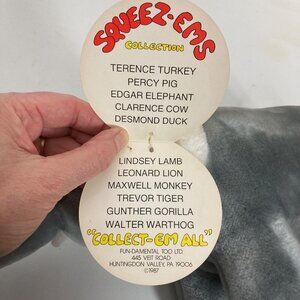 SQUEEZ-EMS
COLLECTION
TERENCE TURKEY
PERCY PIG
EDGAR ELEPHANT
CLARENCE COW
DESMOND DUCK
LINDSEY LAMB
LEONARD LION
MAXWELL MONKEY
TREVOR TIGER
GUNTHER GORILLA
WALTER WARTHOG
"COLLECT-EM ALL"
FUN-DAMENTAL TOO LTD.
445 VEIT ROAD
HUNTINGDON VALLEY, PA 19006
©1987